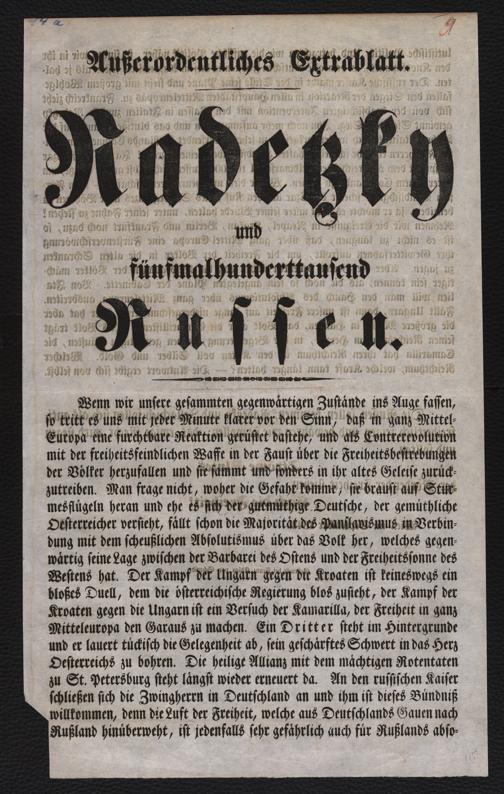 9
Außerordentliches Extrablatt.
Radetzky
und
fünfmalhunderttausend
Russen.
Wenn wir unsere gesammten gegenwärtigen Zustände ins Auge fassen,
so tritt es uns mit jeder Minute klarer vor den Sinn, daß in ganz Mittel-
Europa eine furchtbare Reaktion gerüstet dastehe, und als Contrerevolution
mit der freiheitsfeindlichen Waffe in der Faust über die Freiheitsbestrebungen
der Völker herzufallen und sie sammt und sonders in ihr altes Geleise zurück-
zutreiben. Man frage nicht, woher die Gefahr komme, sie braust auf Stur-
mesflügeln heran und ehe es sich der gutmüthige Deutsche, der gemüthliche
Oesterreicher versieht, fällt schon die Majorität des Panslavismus in Verbin-
dung mit dem scheußlichen Absolutismus über das Volk her, welches gegen-
wärtig seine Lage zwischen der Barbarei des Ostens und der Freiheitssonne des
Westens hat. Der Kampf der Ungarn gegen die Kroaten ist keineswegs ein
bloßes Duell, dem die österreichische Regierung blos zusieht, der Kampf der
Kroaten gegen die Ungarn ist ein Versuch der Kamarilla, der Freiheit in ganz
Mitteleuropa den Garaus zu machen. Ein Dritter steht im Hintergrunde
und er lauert tückisch die Gelegenheit ab, sein geschärftes Schwert in das Herz
Oesterreichs zu bohren. Die heilige Allianz mit dem mächtigen Rotentaten
zu St. Petersburg steht längst wieder erneuert da. An den russischen Kaiser
schließen sich die Zwingherrn in Deutschland an und ihm ist dieses Bündniß
willkommen, denn die Luft der Freiheit, welche aus Deutschlands Gauen nach
Rußland hinüberweht, ist jedenfalls sehr gefährlich auch für Rußlands abso-